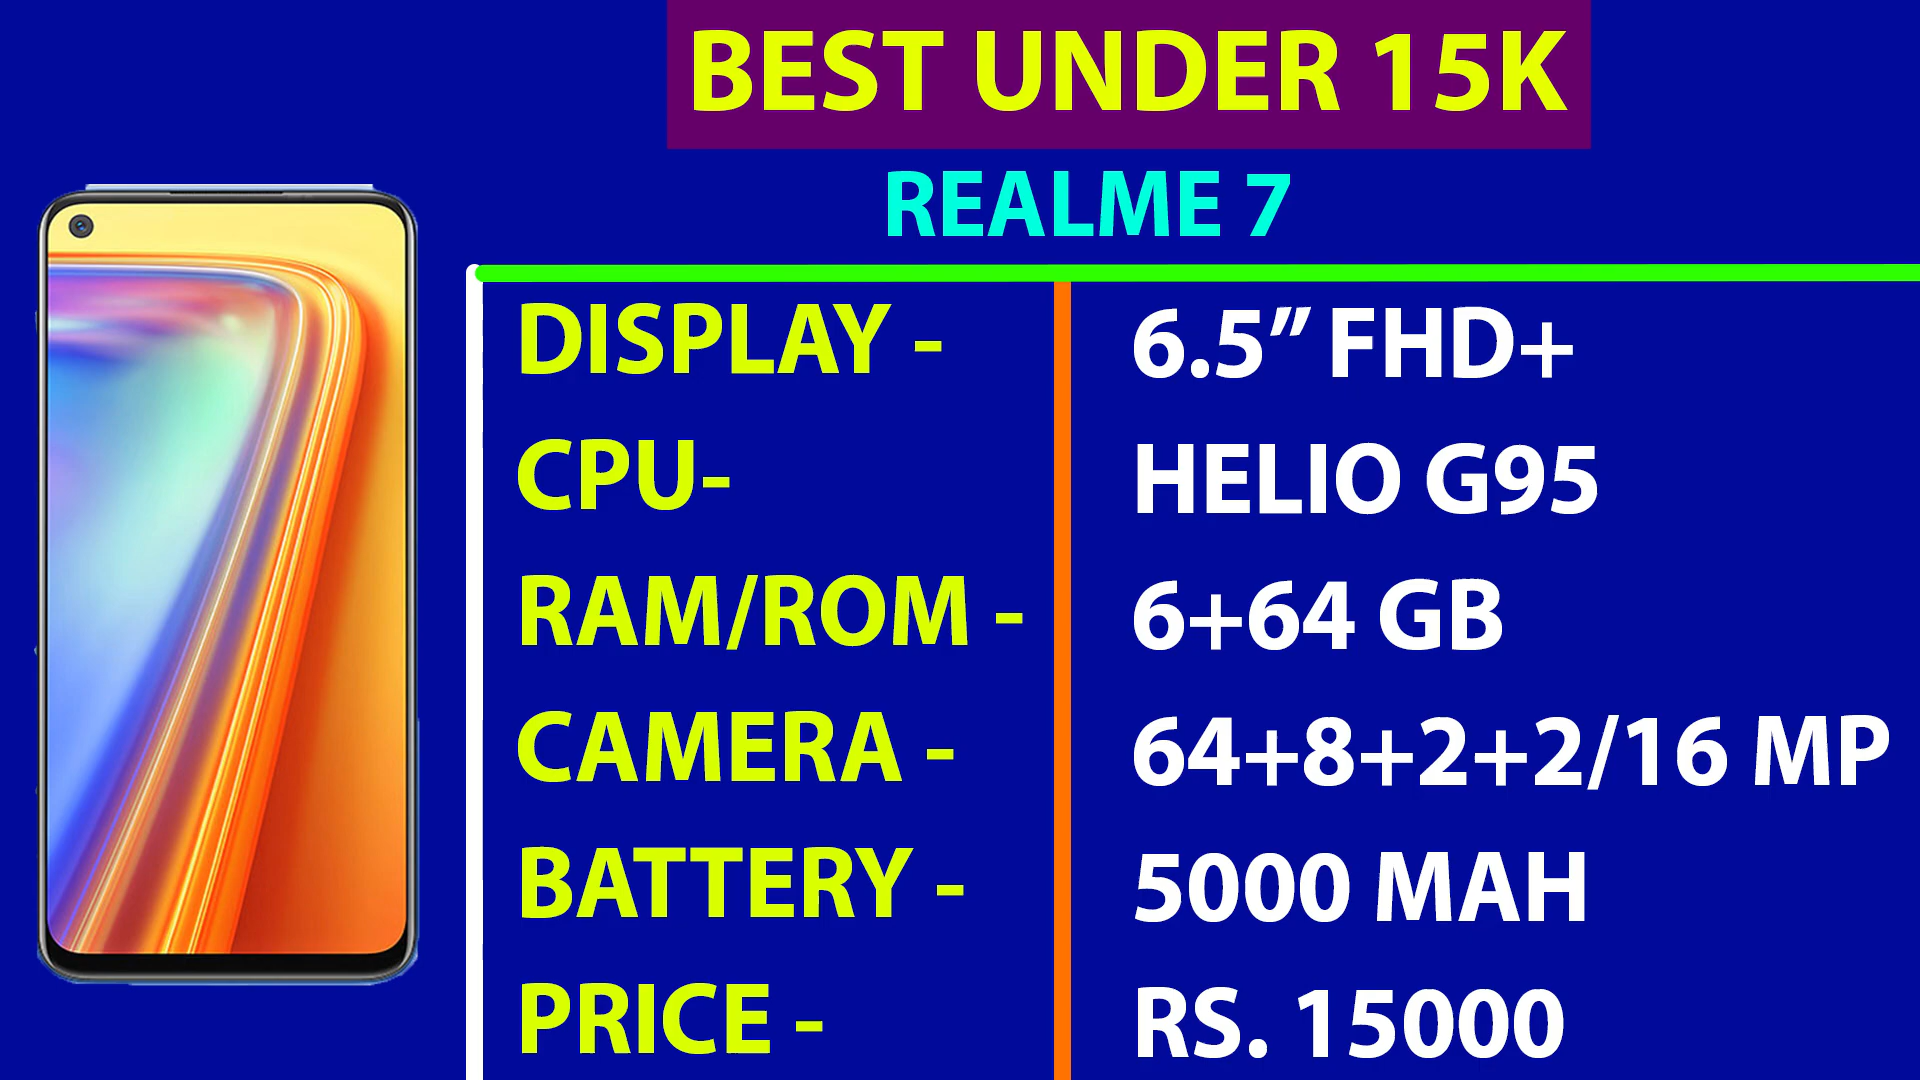 BEST UNDER 15K
REALME 7
DISPLAY - 6.5” FHD+
CPU- HELIO G95
RAM/ROM - 6+64 GB
CAMERA - 64+8+2+2/16 MP
BATTERY - 5000 MAH
PRICE - RS. 15000